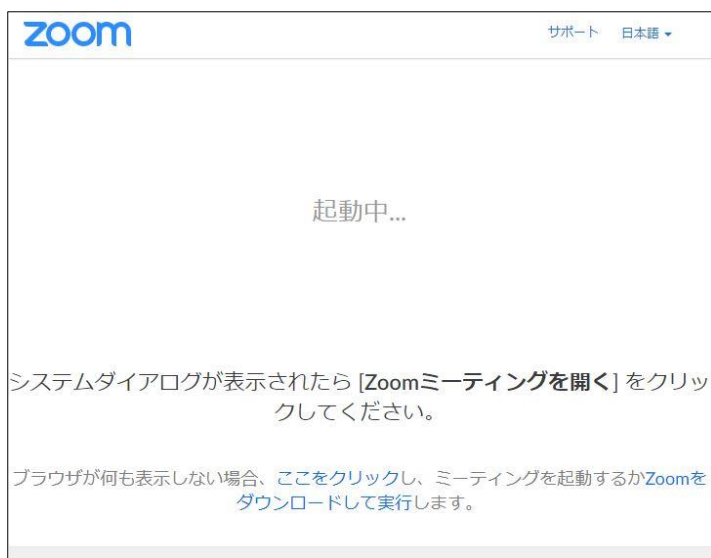 zoom
サポート 日本語
起動中...
システムダイアログが表示されたら [Zoomミーティングを開く] をクリッ
クしてください。
ブラウザが何も表示しない場合、ここをクリックし、ミーティングを起動するかZoomを
ダウンロードして実行します。